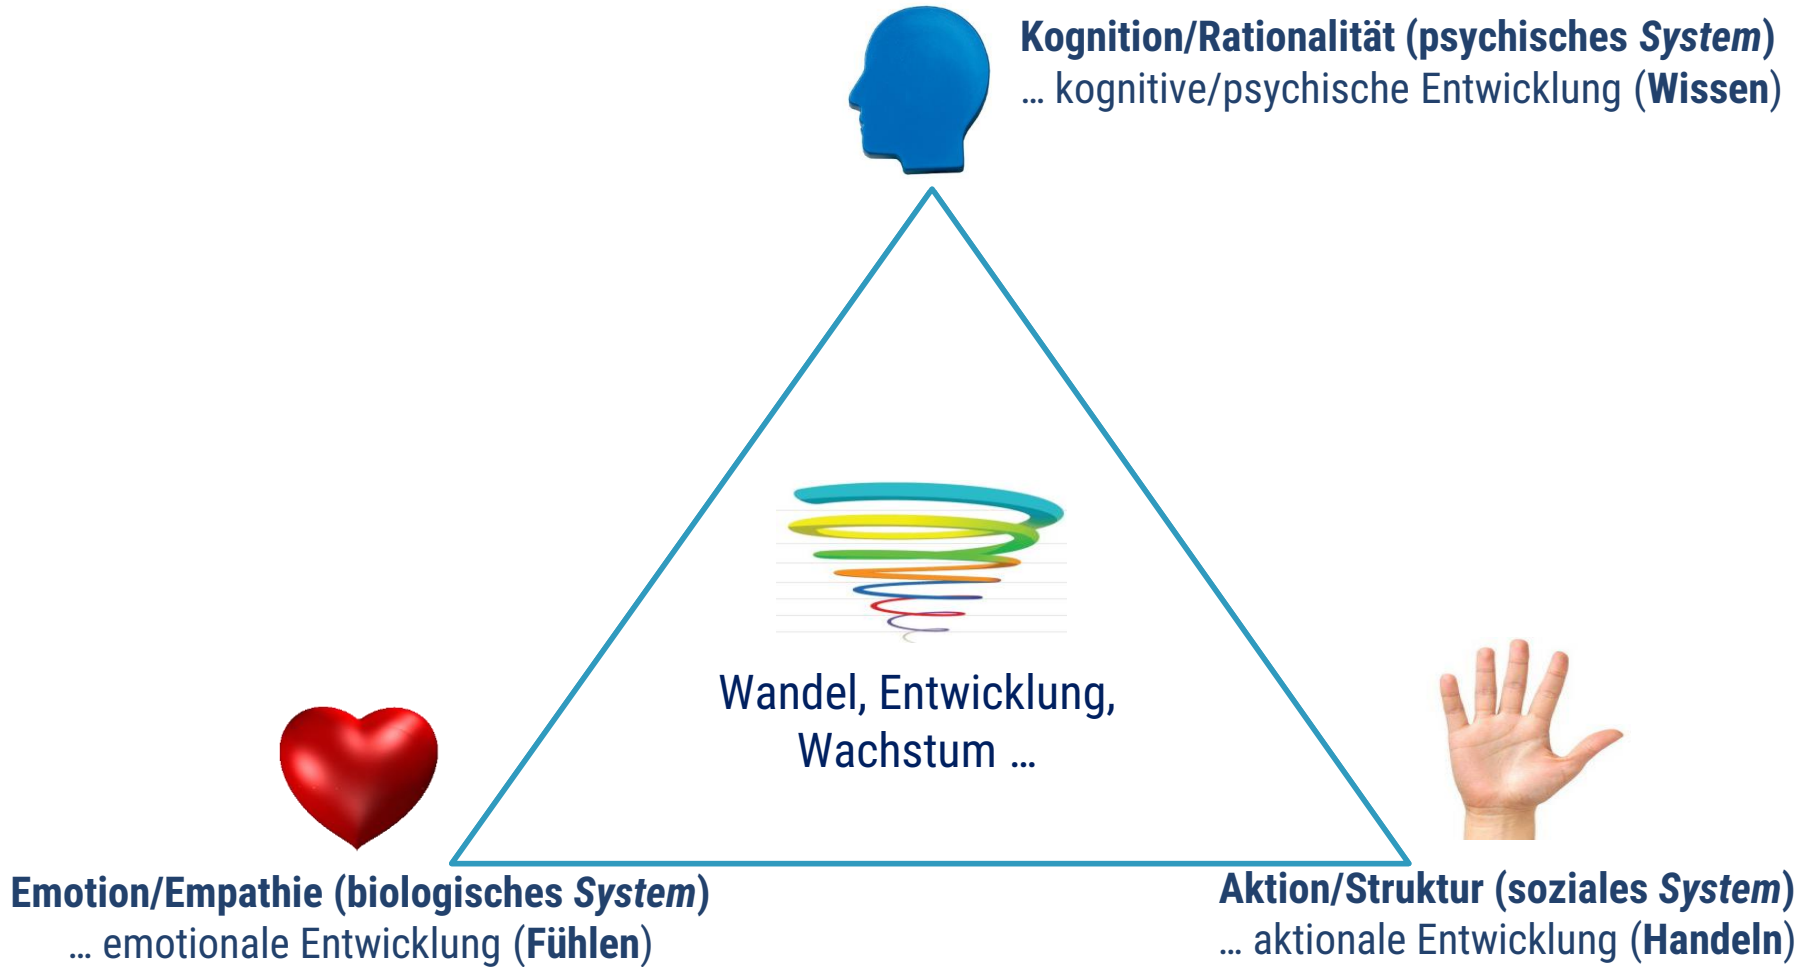 Kognition/Rationalität (psychisches System)
… kognitive/psychische Entwicklung (Wissen)
Wandel, Entwicklung,
Wachstum …
Emotion/Empathie (biologisches System)
… emotionale Entwicklung (Fühlen)
Aktion/Struktur (soziales System)
… aktionale Entwicklung (Handeln)